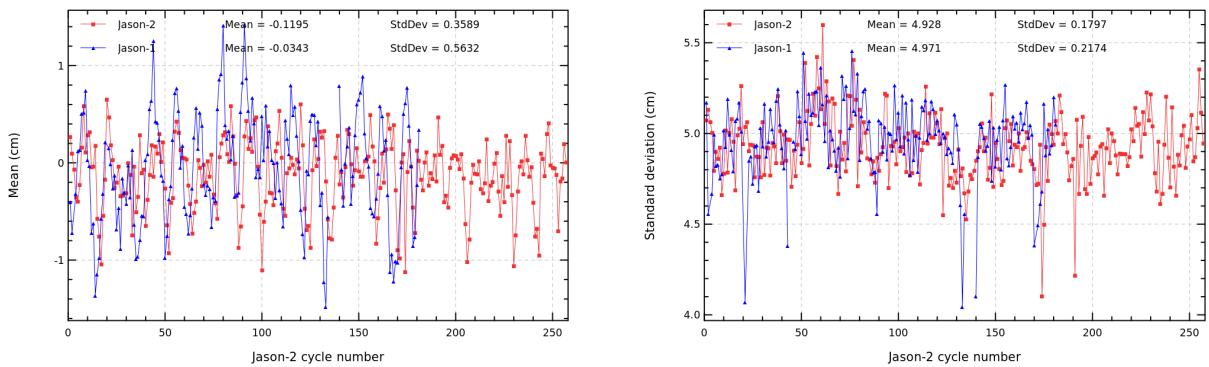 Jason-2 Mean = -0.1195 StdDev = 0.3589
Jason-1 Mean = -0.0343 StdDev = 0.5632
1
0
-1
Mean (cm)
0 50 100 150 200 250
Jason-2 cycle number
Jason-2 Mean = 4.928 StdDev = 0.1797
Jason-1 Mean = 4.971 StdDev = 0.2174
5.5
5.0
4.5
4.0
Standard deviation (cm)
0 50 100 150 200 250
Jason-2 cycle number